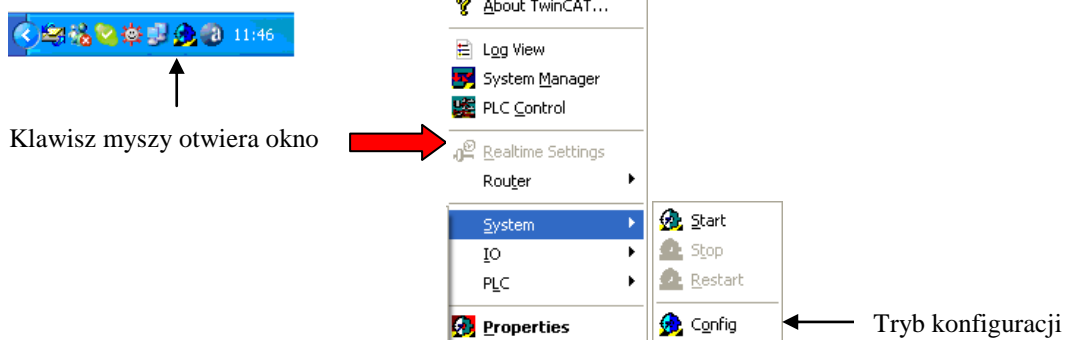 About TwinCAT...
11:46
Log View
System Manager
PLC Control
Klawisz myszy otwiera okno
Realtime Settings
Router
System
Start
IO
Stop
PLC
Restart
Properties
Config
Tryb konfiguracji